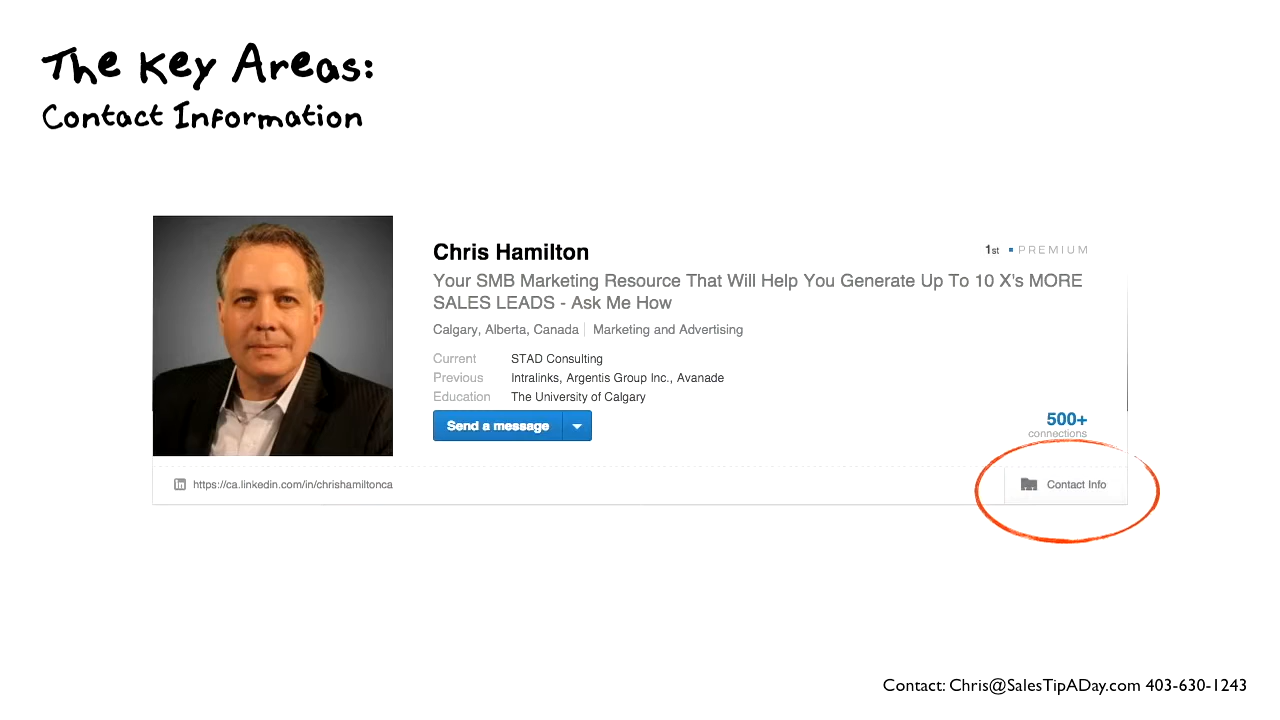 The Key Areas:
Contact Information
Chris Hamilton
1st PREMIUM
Your SMB Marketing Resource That Will Help You Generate Up To 10 X's MORE
SALES LEADS - Ask Me How
Calgary, Alberta, Canada | Marketing and Advertising
Current STAD Consulting
Previous Intralinks, Argentis Group Inc., Avanade
Education The University of Calgary
Send a message
500+
connections
in https://ca.linkedin.com/in/chrishamiltonca
Contact Info
Contact: Chris@SalesTipADay.com 403-630-1243